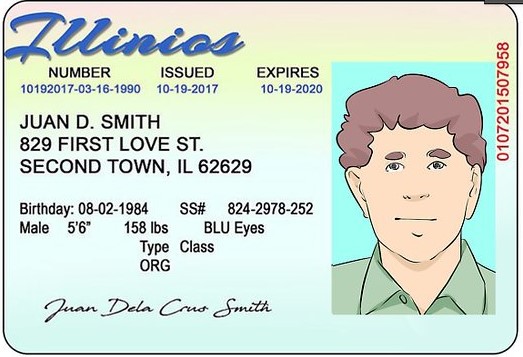 Illinios
NUMBER ISSUED EXPIRES
10192017-03-16-1990 10-19-2017 10-19-2020
JUAN D. SMITH
829 FIRST LOVE ST.
SECOND TOWN, IL 62629
Birthday: 08-02-1984 SS# 824-2978-252
Male 5'6" 158 lbs BLU Eyes
Type Class
ORG
Juan Dela Crus Smith
0107201507958